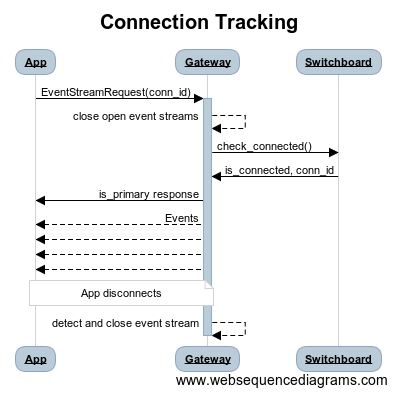 Connection Tracking
App Gateway Switchboard
EventStreamRequest(conn_id)
close open event streams
check_connected()
is_connected, conn_id
is_primary response
Events
App disconnects
detect and close event stream
App Gateway Switchboard
www.websequencediagrams.com